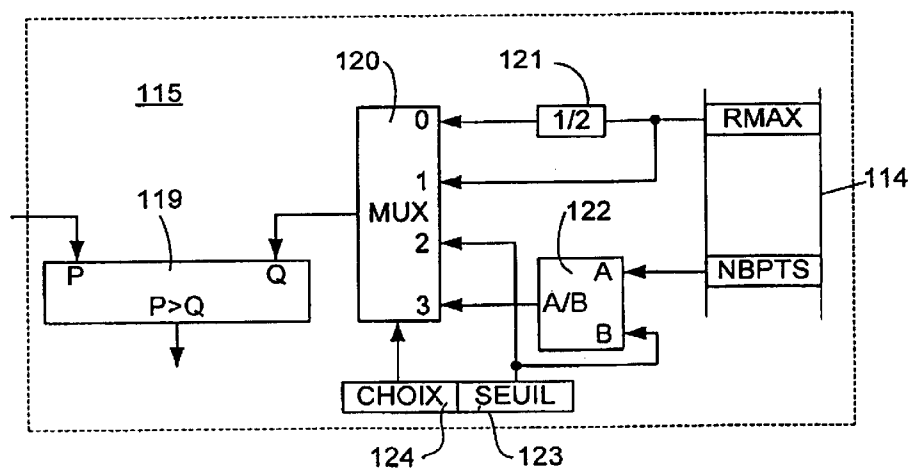 115
120
121
0
1/2
RMAX
1
114
119
MUX
122
2
P
Q
A
NBPTS
P>Q
3
A/B
B
CHOIX
SEUIL
124
123